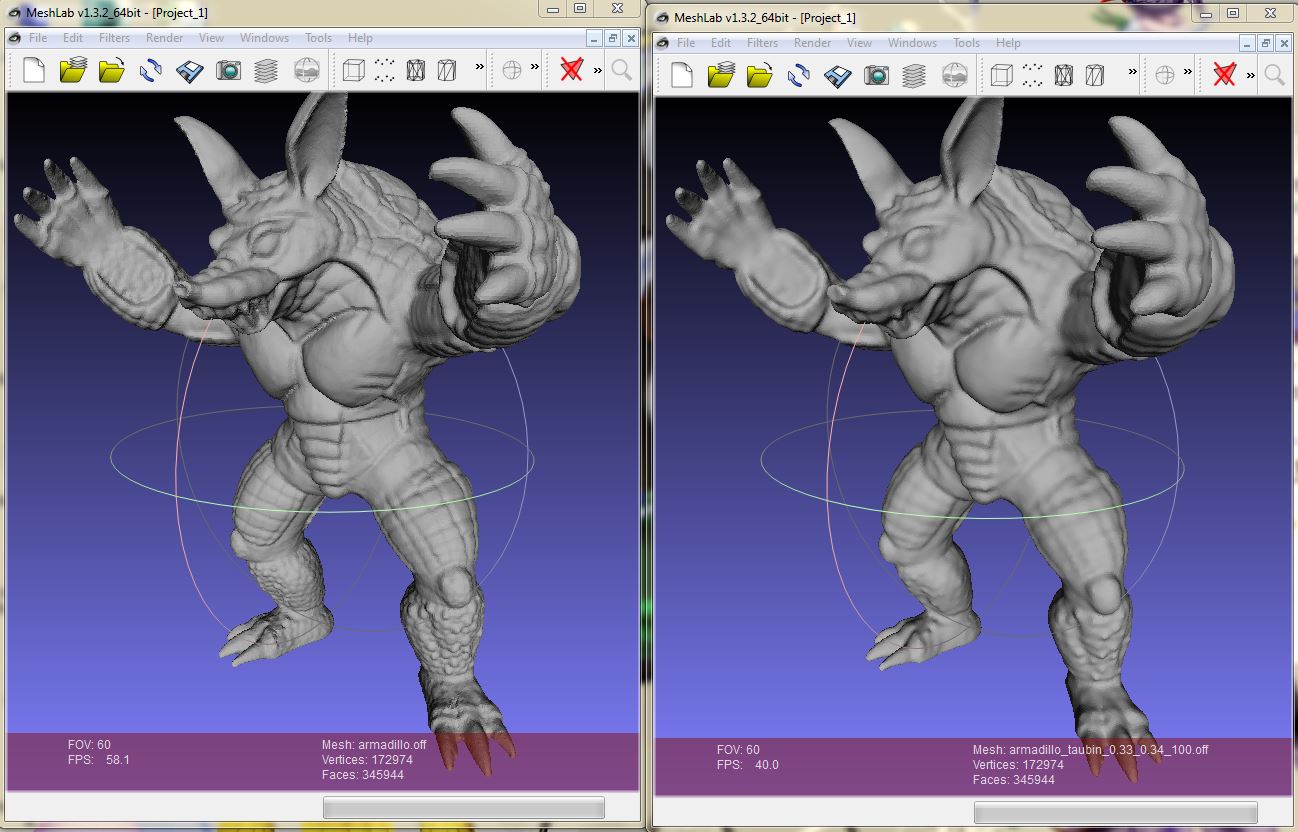 MeshLab v1.3.2_64bit - [Project_1]
File Edit Filters Render View Windows Tools Help
FOV: 60
FPS: 58.1
Mesh: armadillo.off
Vertices: 172974
Faces: 345944
MeshLab v1.3.2_64bit - [Project_1]
File Edit Filters Render View Windows Tools Help
FOV: 60
FPS: 40.0
Mesh: armadillo_taubin_0.33_0.34_100.off
Vertices: 172974
Faces: 345944